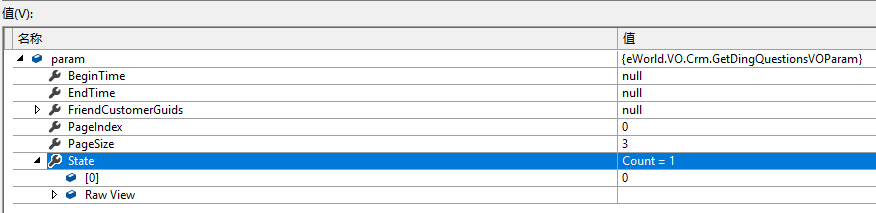 值(V):
名称 值
param {eWorld.VO.Crm.GetDingQuestionsVOParam}
BeginTime null
EndTime null
FriendCustomerGuids null
PageIndex 0
PageSize 3
State Count = 1
[0] 0
Raw View